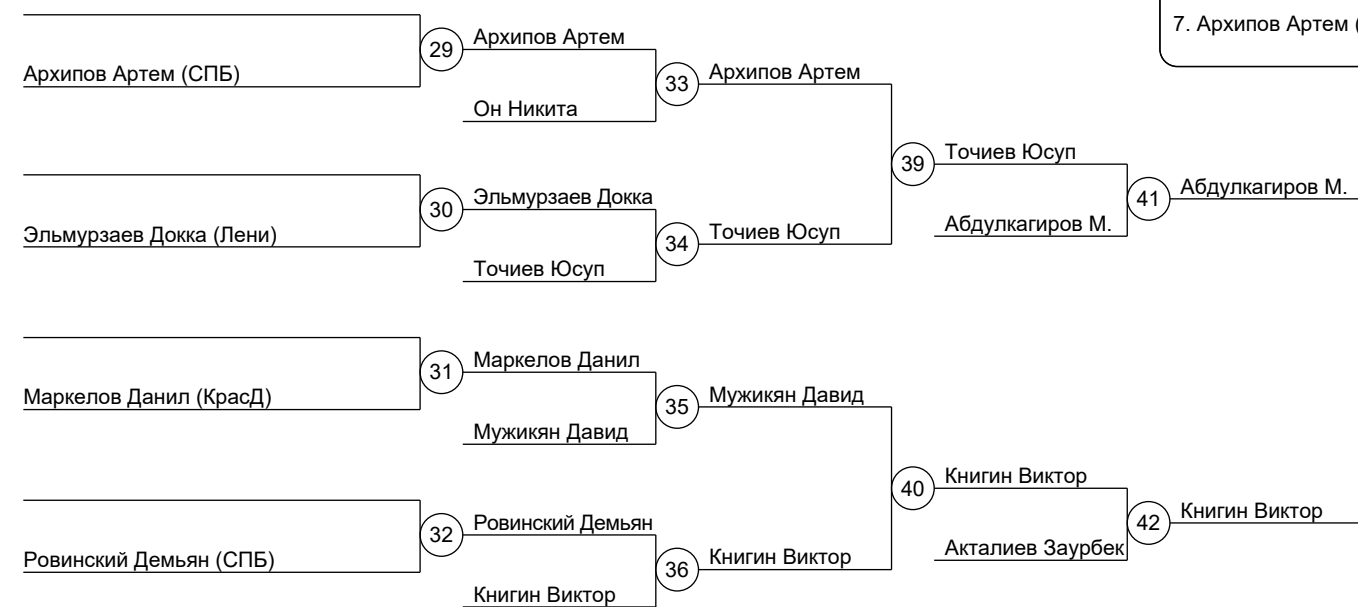 7. Архипов Артем (
29
Архипов Артем
Архипов Артем (СПБ)
33
Архипов Артем
Он Никита
39
Точиев Юсуп
30
Эльмурзаев Докка
Эльмурзаев Докка (Лени)
34
Точиев Юсуп
Точиев Юсуп
Абдулкагиров М.
41
Абдулкагиров М.
31
Маркелов Данил
Маркелов Данил (КрасД)
35
Мужикян Давид
Мужикян Давид
40
Книгин Виктор
32
Ровинский Демьян
Ровинский Демьян (СПБ)
36
Книгин Виктор
Книгин Виктор
Акталиев Заурбек
42
Книгин Виктор